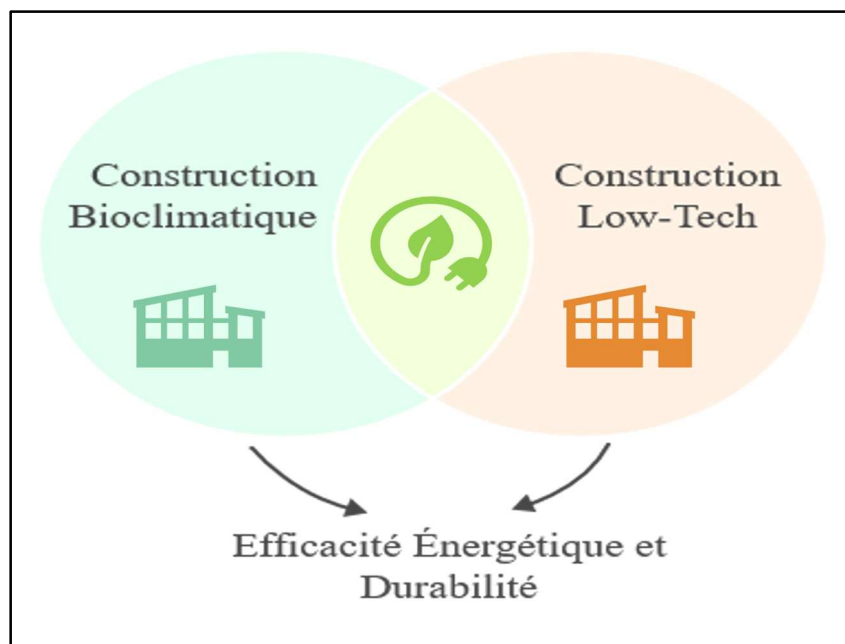 Construction
Bioclimatique
Construction
Low-Tech
Efficacité Énergétique et
Durabilité